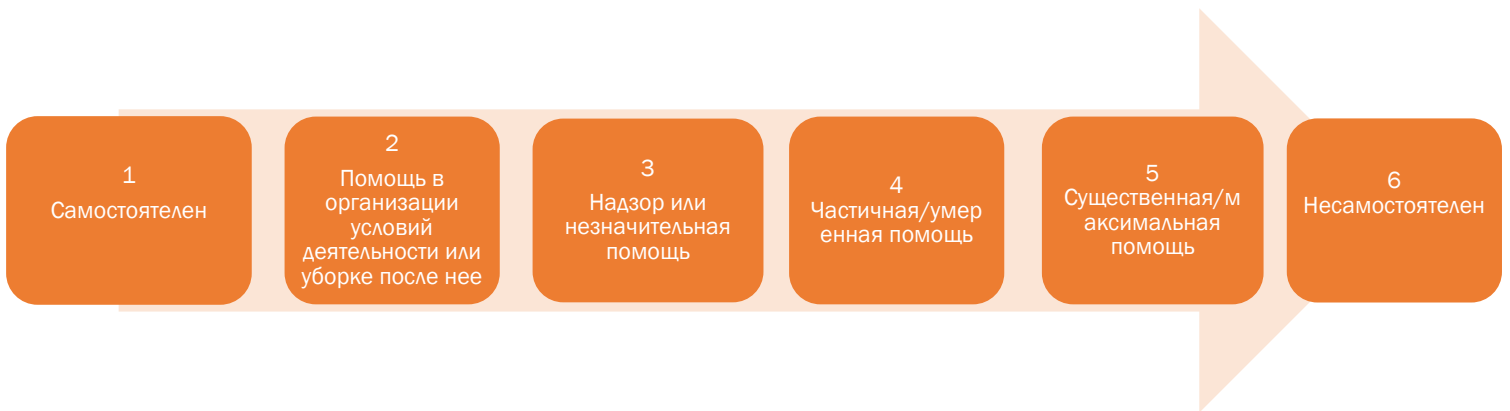 1
Самостоятелен
2
Помощь в
организации
условий
деятельности или
уборке после нее
3
Надзор или
незначительная
помощь
4
Частичная/умер
енная помощь
5
Существенная/м
аксимальная
помощь
6
Несамостоятелен